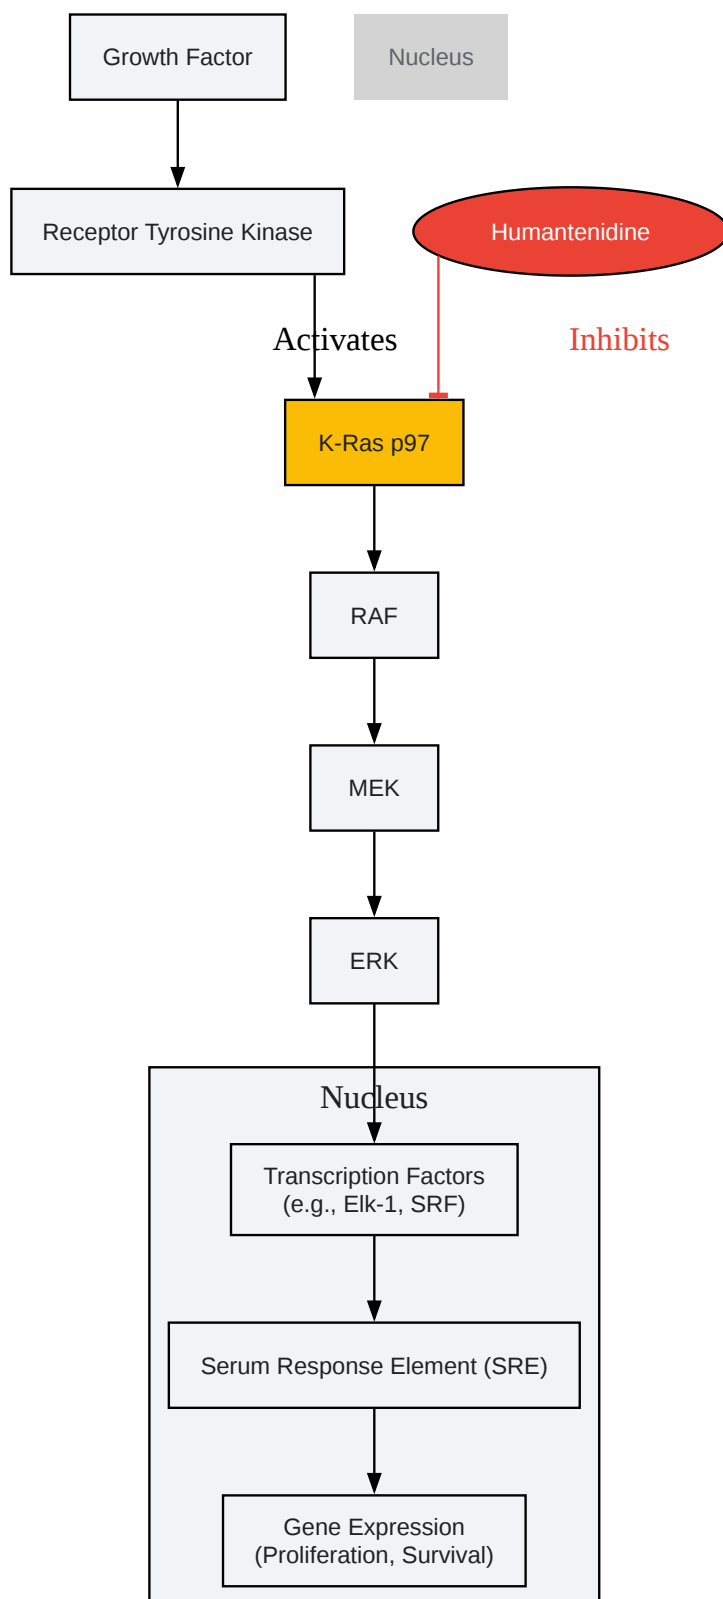 Growth Factor
Nucleus
Receptor Tyrosine Kinase
Humantenidine
Activates
Inhibits
K-Ras p97
RAF
MEK
ERK
Nucleus
Transcription Factors
(e.g., Elk-1, SRF)
Serum Response Element (SRE)
Gene Expression
(Proliferation, Survival)